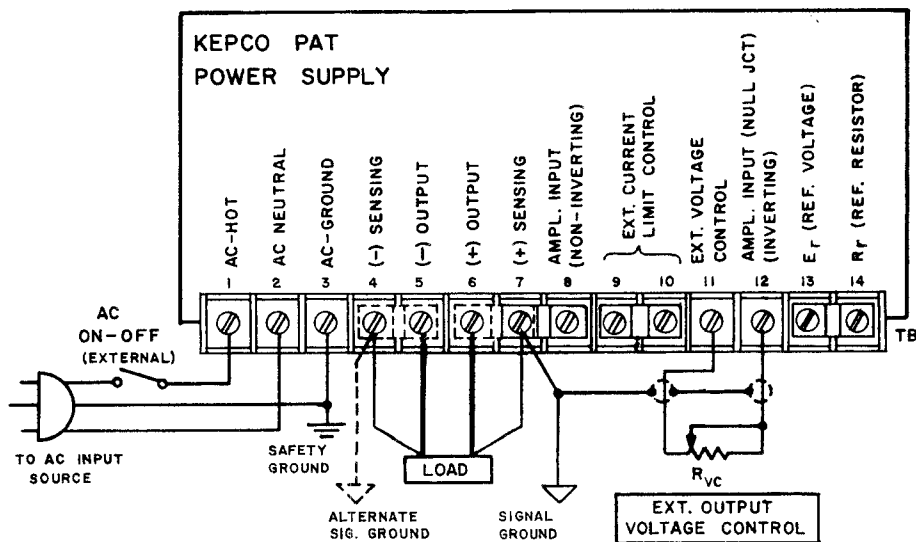 KEPCO PAT
POWER SUPPLY
AC-HOT
AC NEUTRAL
AC-GROUND
(-) SENSING
(-) OUTPUT
(+) OUTPUT
(+) SENSING
AMPL. INPUT
(NON-INVERTING)
EXT. CURRENT
LIMIT CONTROL
EXT. VOLTAGE
CONTROL
AMPL. INPUT (NULL JCT)
(INVERTING)
Er (REF. VOLTAGE)
Rr (REF. RESISTOR)
1 2 3 4 5 6 7 8 9 10 11 12 13 14
TB
AC
ON-OFF
(EXTERNAL)
TO AC INPUT
SOURCE
SAFETY
GROUND
LOAD
ALTERNATE
SIG. GROUND
SIGNAL
GROUND
RVC
EXT. OUTPUT
VOLTAGE CONTROL